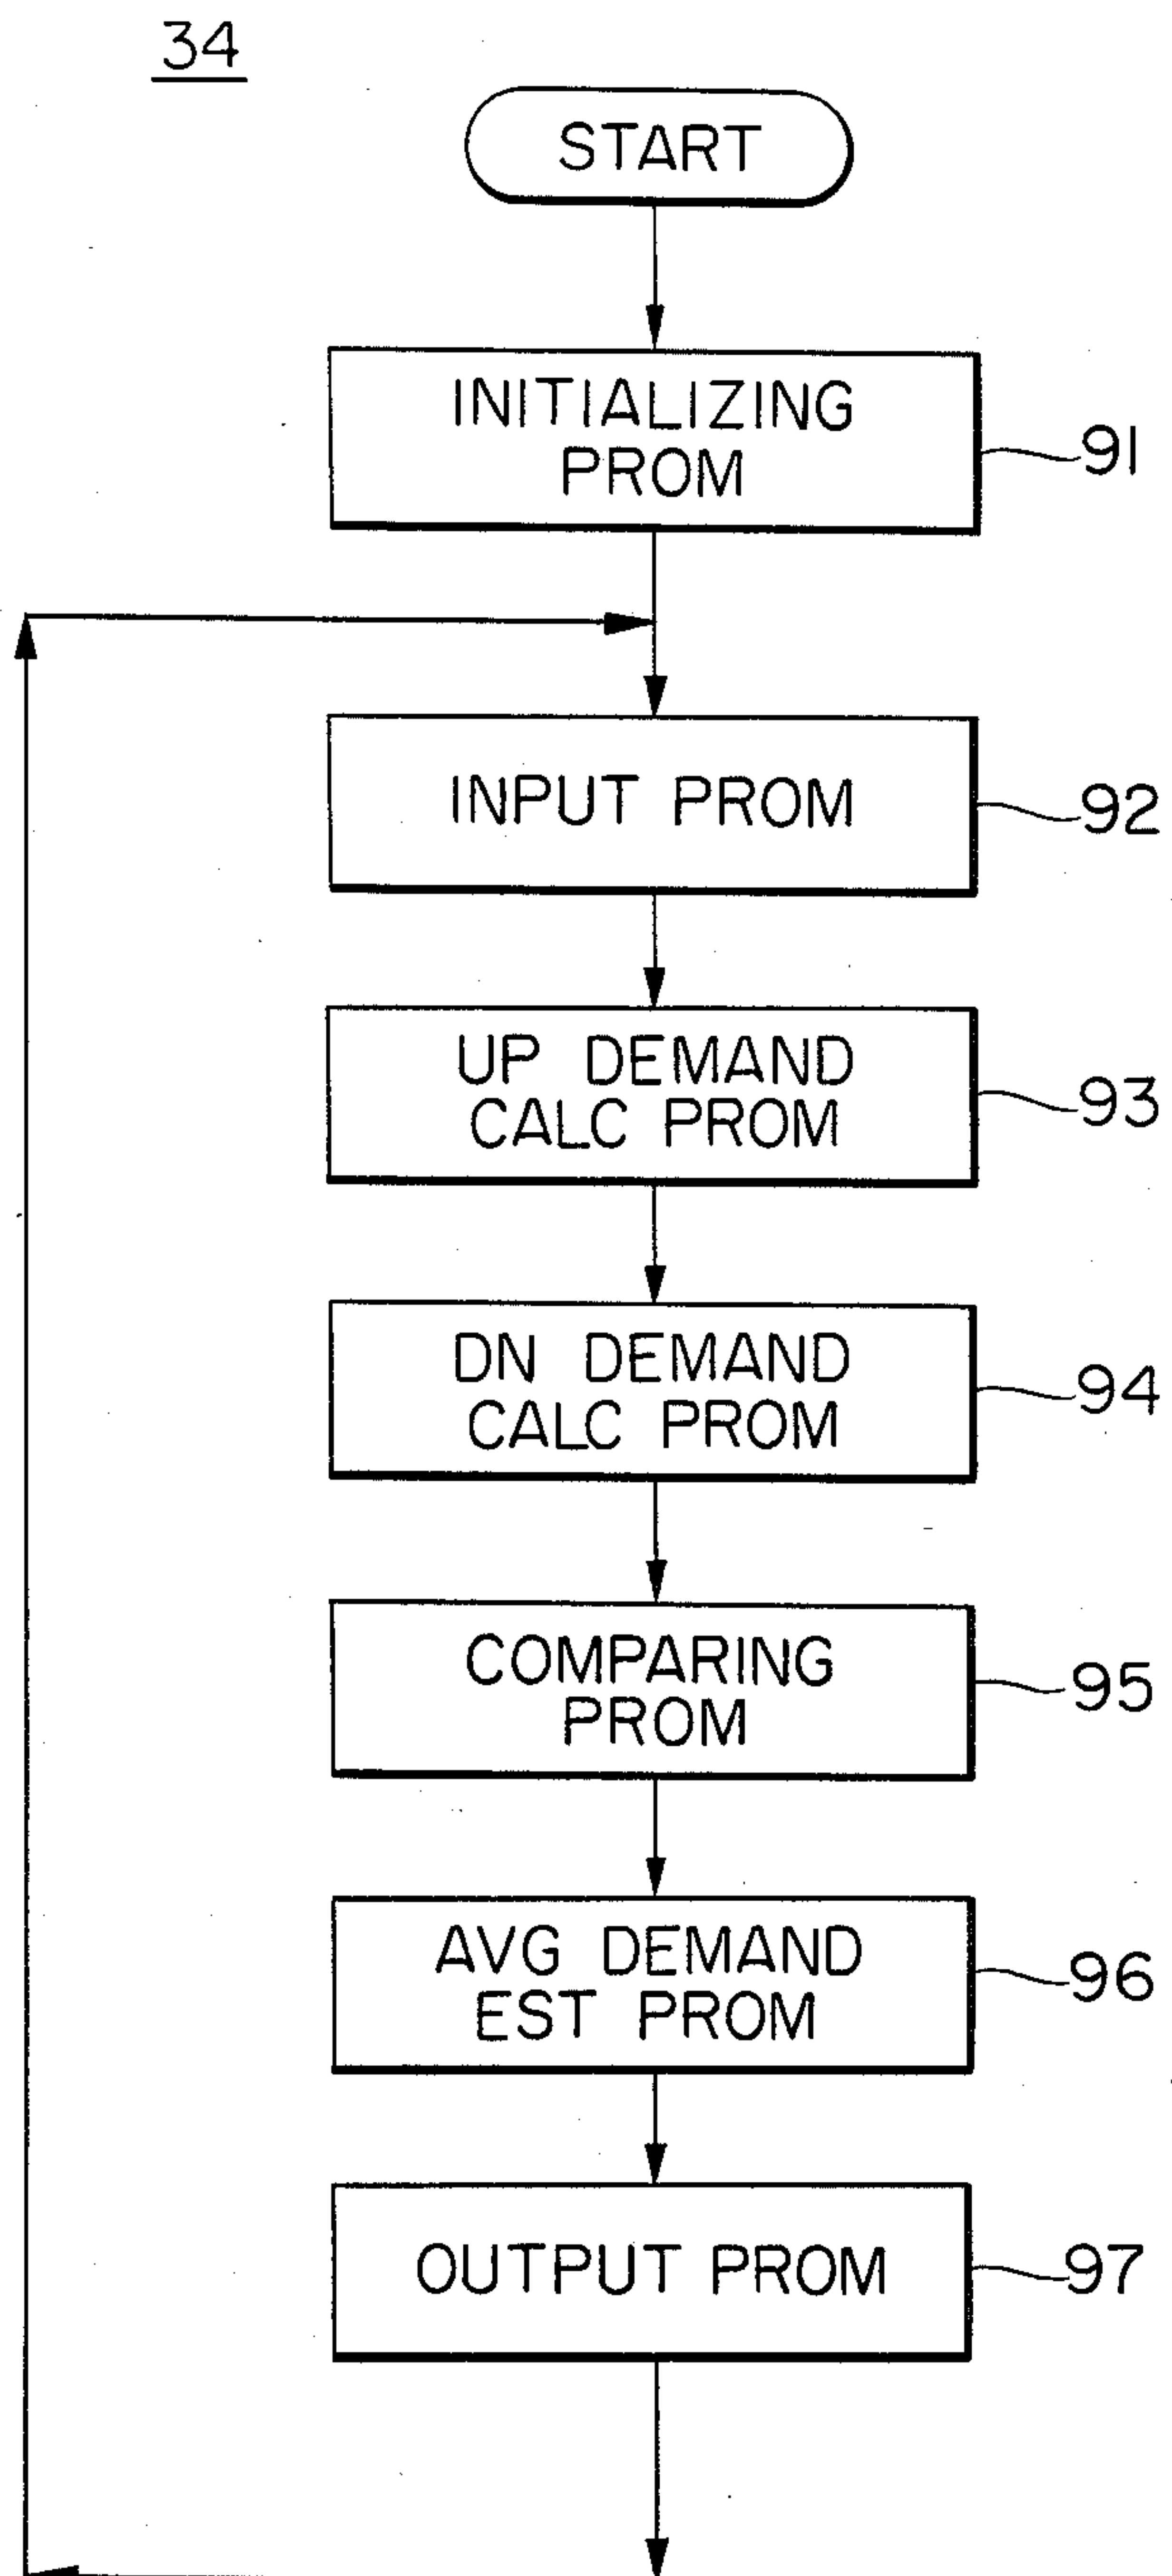 34
START
INITIALIZING
PROM
91
INPUT PROM
92
UP DEMAND
CALC PROM
93
DN DEMAND
CALC PROM
94
COMPARING
PROM
95
AVG DEMAND
EST PROM
96
OUTPUT PROM
97